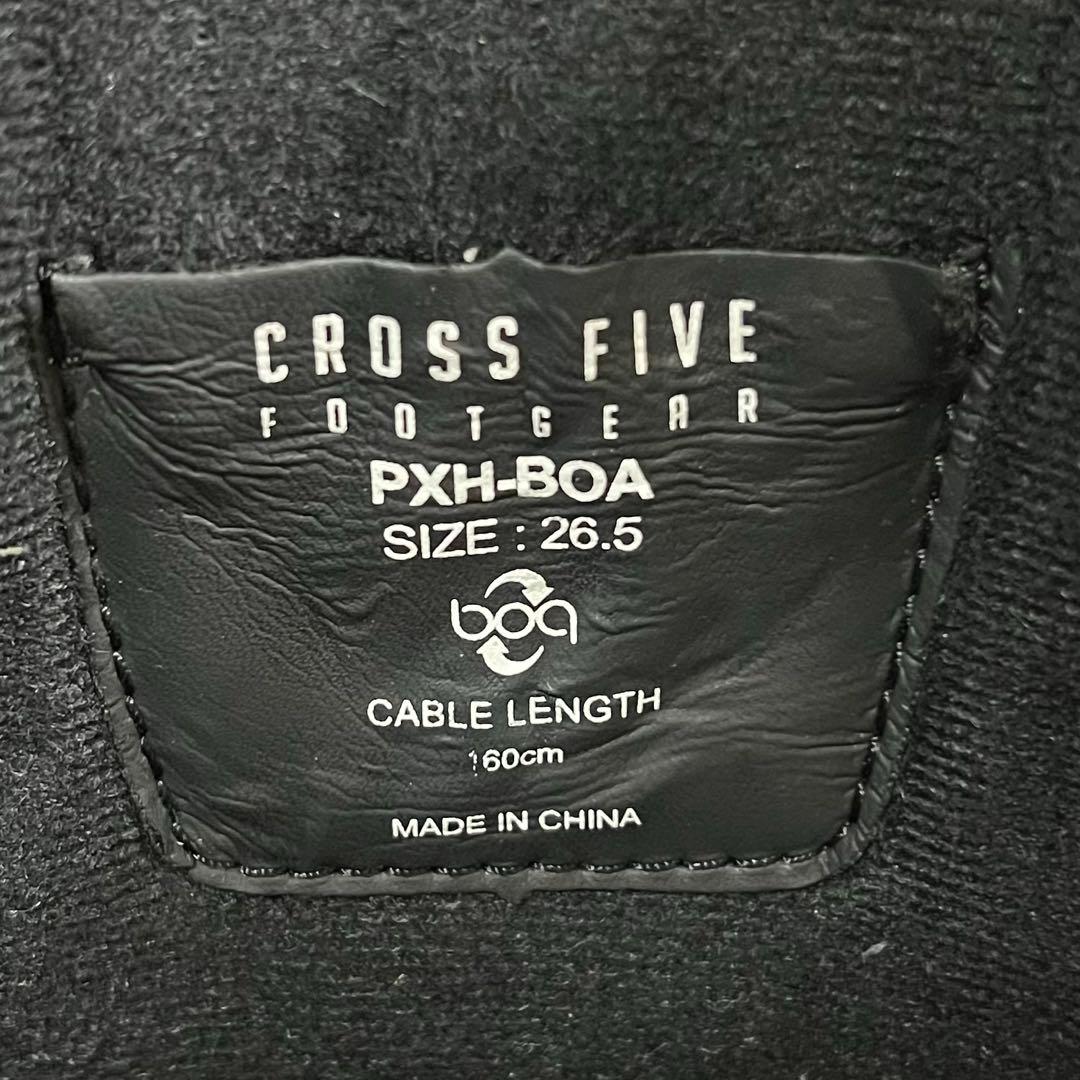 CROSS FIVE
FOOTGEAR
PXH-BOA
SIZE : 26.5
boa
CABLE LENGTH
160cm
MADE IN CHINA